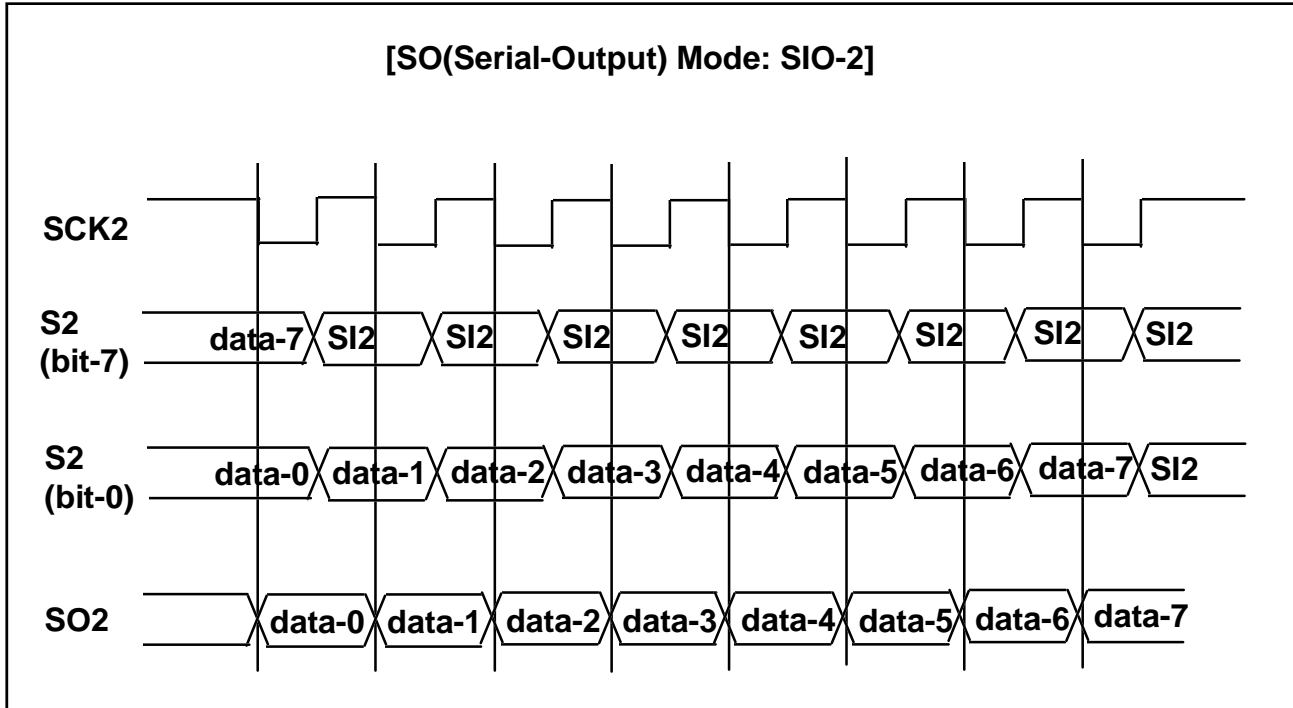 [SO(Serial-Output) Mode: SIO-2]
SCK2
S2
(bit-7)
data-7 SI2 SI2 SI2 SI2 SI2 SI2 SI2 SI2
S2
(bit-0)
data-0 data-1 data-2 data-3 data-4 data-5 data-6 data-7 SI2
SO2
data-0 data-1 data-2 data-3 data-4 data-5 data-6 data-7